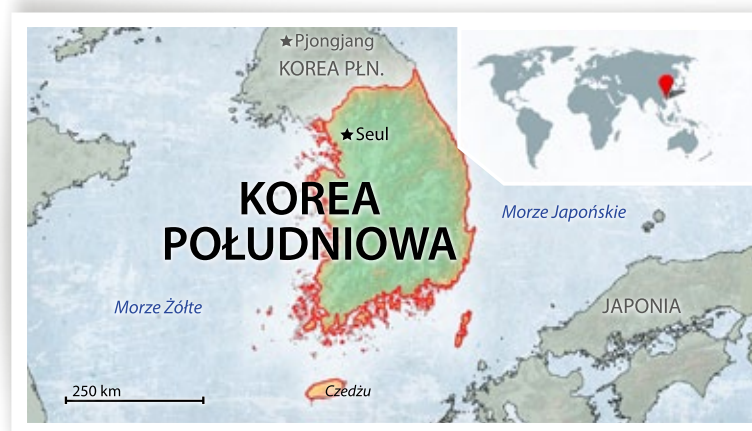 Pjongjang
KOREA PŁN.
Seul
KOREA
POŁUDNIOWA
Morze Japońskie
Morze Żółte
JAPONIA
250 km
Czedżu